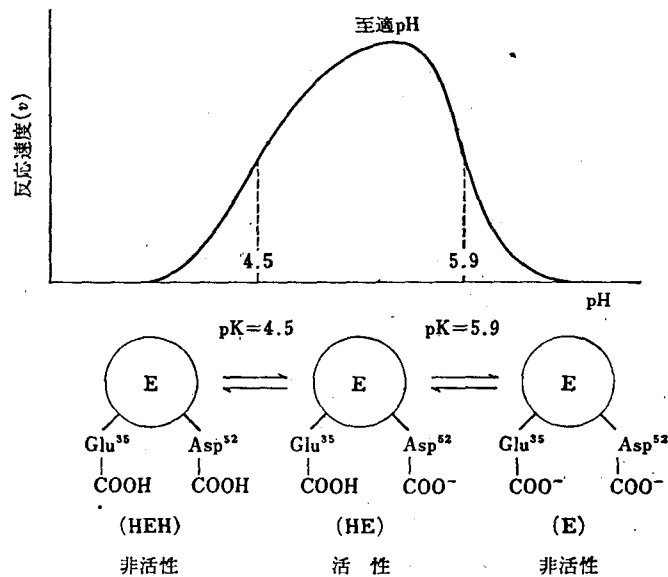 至適pH
反応速度(v)
4.5 5.9
pH
pK=4.5 pK=5.9
E E E
Glu³⁵ Asp⁵² Glu³⁵ Asp⁵² Glu³⁵ Asp⁵²
COOH COOH COOH COO⁻ COO⁻ COO⁻
(HEH) (HE) (E)
非活性 活 性 非活性